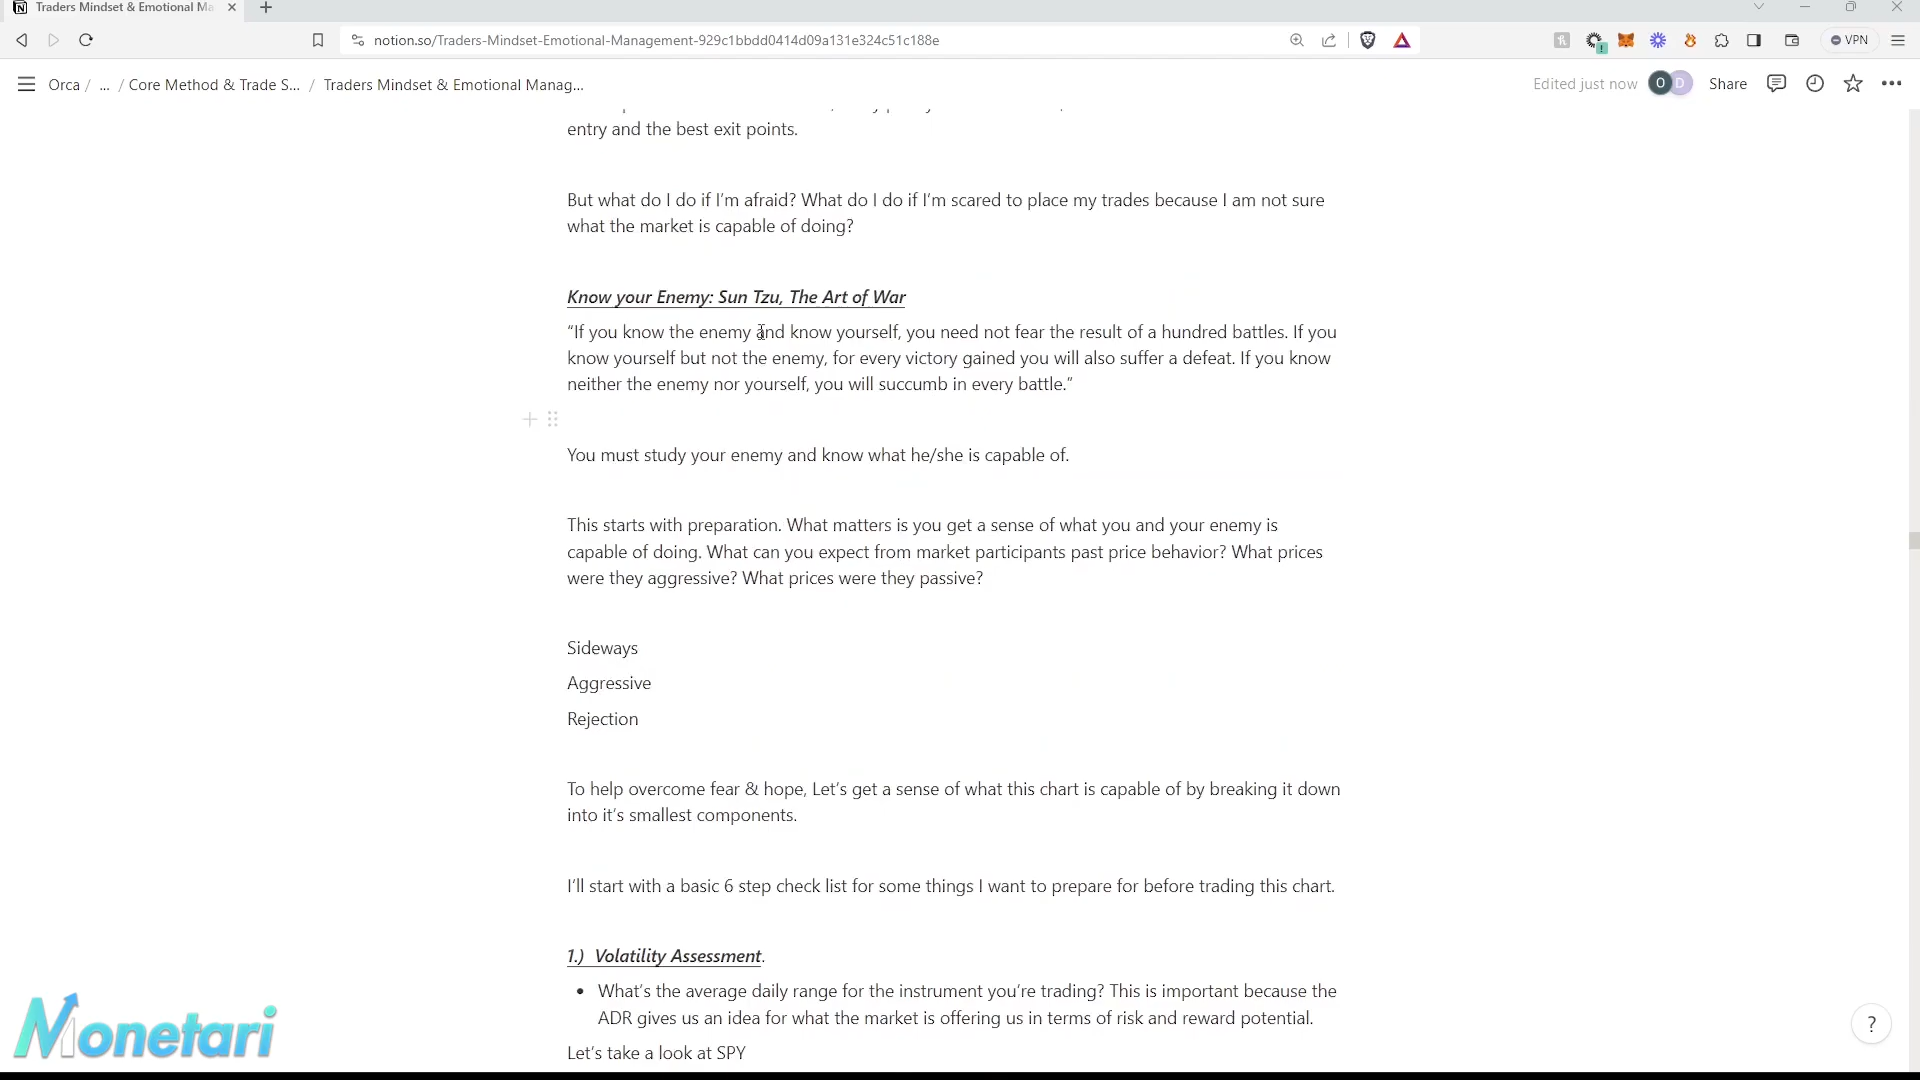 Traders Mindset & Emotional Ma
notion.so/Traders-Mindset-Emotional-Management-929c1bbdd0414d09a131e324c51c188e
VPN
Orca / ... / Core Method & Trade S... / Traders Mindset & Emotional Manag...
Edited just now
O D
Share
entry and the best exit points.
But what do I do if I'm afraid? What do I do if I'm scared to place my trades because I am not sure
what the market is capable of doing?
Know your Enemy: Sun Tzu, The Art of War
“If you know the enemy and know yourself, you need not fear the result of a hundred battles. If you
know yourself but not the enemy, for every victory gained you will also suffer a defeat. If you know
neither the enemy nor yourself, you will succumb in every battle.”
You must study your enemy and know what he/she is capable of.
This starts with preparation. What matters is you get a sense of what you and your enemy is
capable of doing. What can you expect from market participants past price behavior? What prices
were they aggressive? What prices were they passive?
Sideways
Aggressive
Rejection
To help overcome fear & hope, Let's get a sense of what this chart is capable of by breaking it down
into it's smallest components.
I'll start with a basic 6 step check list for some things I want to prepare for before trading this chart.
1.) Volatility Assessment.
• What's the average daily range for the instrument you're trading? This is important because the
ADR gives us an idea for what the market is offering us in terms of risk and reward potential.
Let's take a look at SPY
Monetari
?